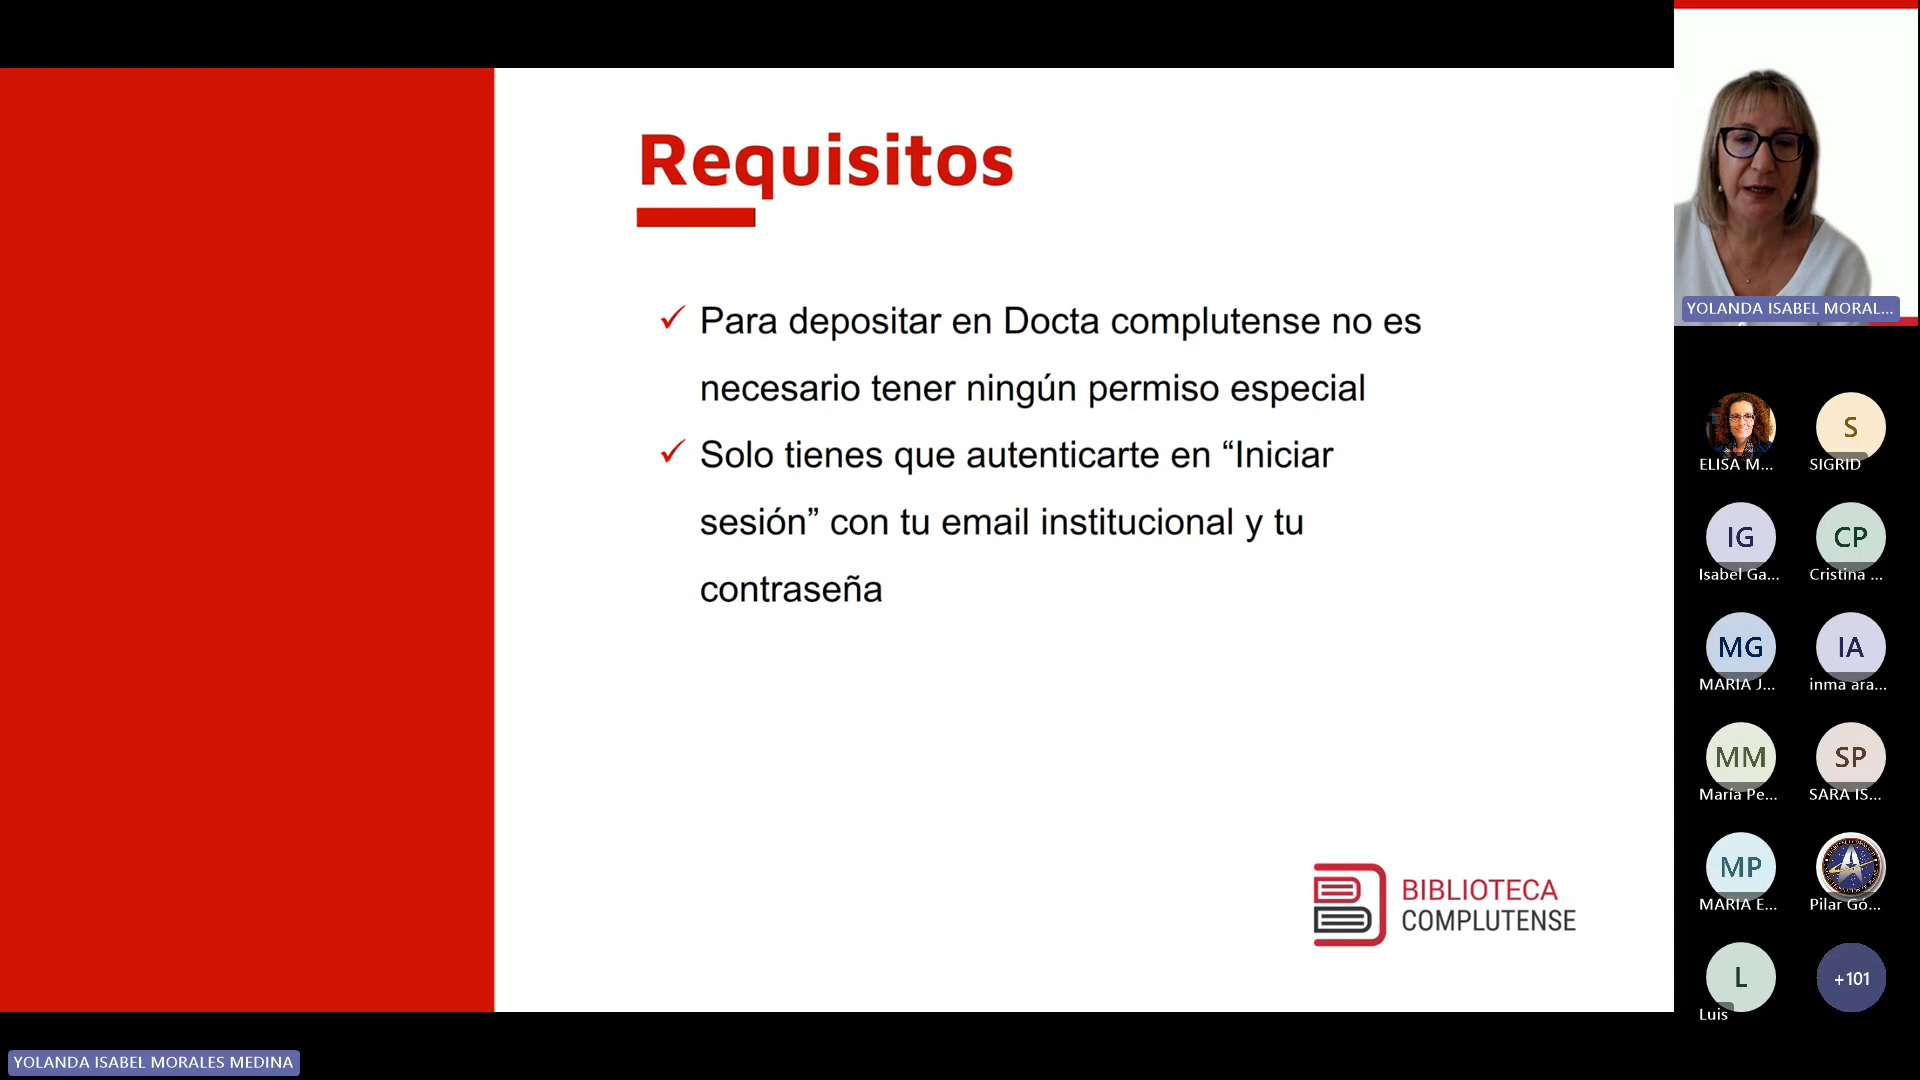 Requisitos
✓ Para depositar en Docta complutense no es
necesario tener ningún permiso especial
✓ Solo tienes que autenticarte en “Iniciar
sesión” con tu email institucional y tu
contraseña
BIBLIOTECA
COMPLUTENSE
YOLANDA ISABEL MORALES MEDINA
YOLANDA ISABEL MORAL...
ELISA M...
S
SIGRID
IG
Isabel Ga...
CP
Cristina ...
MG
MARIA J...
IA
inma ara...
MM
María Pe...
SP
SARA IS...
MP
MARIA E...
Pilar Gó...
L
Luis
+101